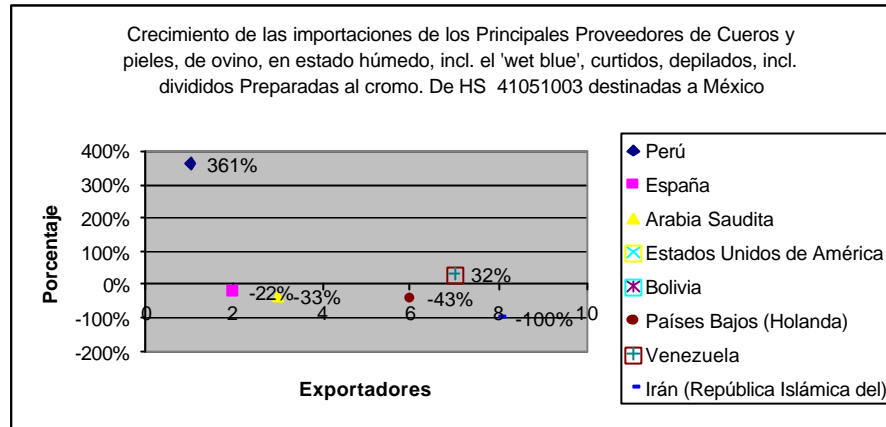 Crecimiento de las importaciones de los Principales Proveedores de Cueros y
pieles, de ovino, en estado húmedo, incl. el 'wet blue', curtidos, depilados, incl.
divididos Preparadas al cromo. De HS 41051003 destinadas a México
Porcentaje
400%
300%
200%
100%
0%
-100%
-200%
361%
-22%
-33%
-43%
32%
-100%
0
2
4
6
8
10
Exportadores
Perú
España
Arabia Saudita
Estados Unidos de América
Bolivia
Países Bajos (Holanda)
Venezuela
Irán (República Islámica del)